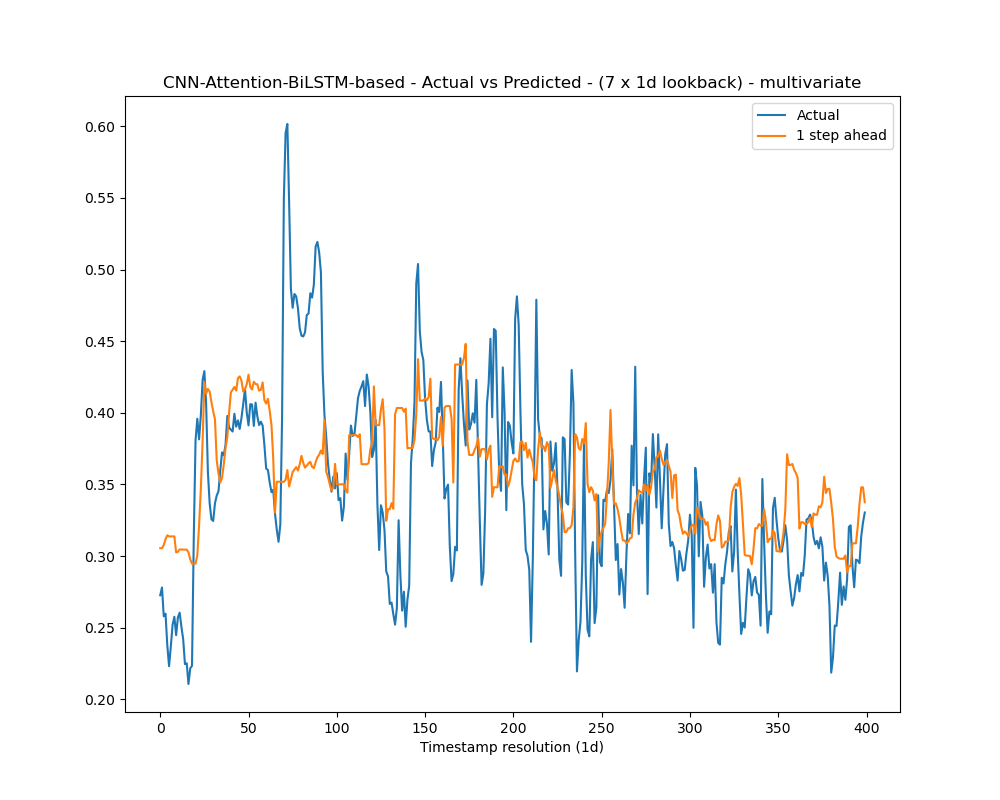 CNN-Attention-BiLSTM-based - Actual vs Predicted - (7 x 1d lookback) - multivariate
Actual
1 step ahead
0.60
0.55
0.50
0.45
0.40
0.35
0.30
0.25
0.20
0 50 100 150 200 250 300 350 400
Timestamp resolution (1d)